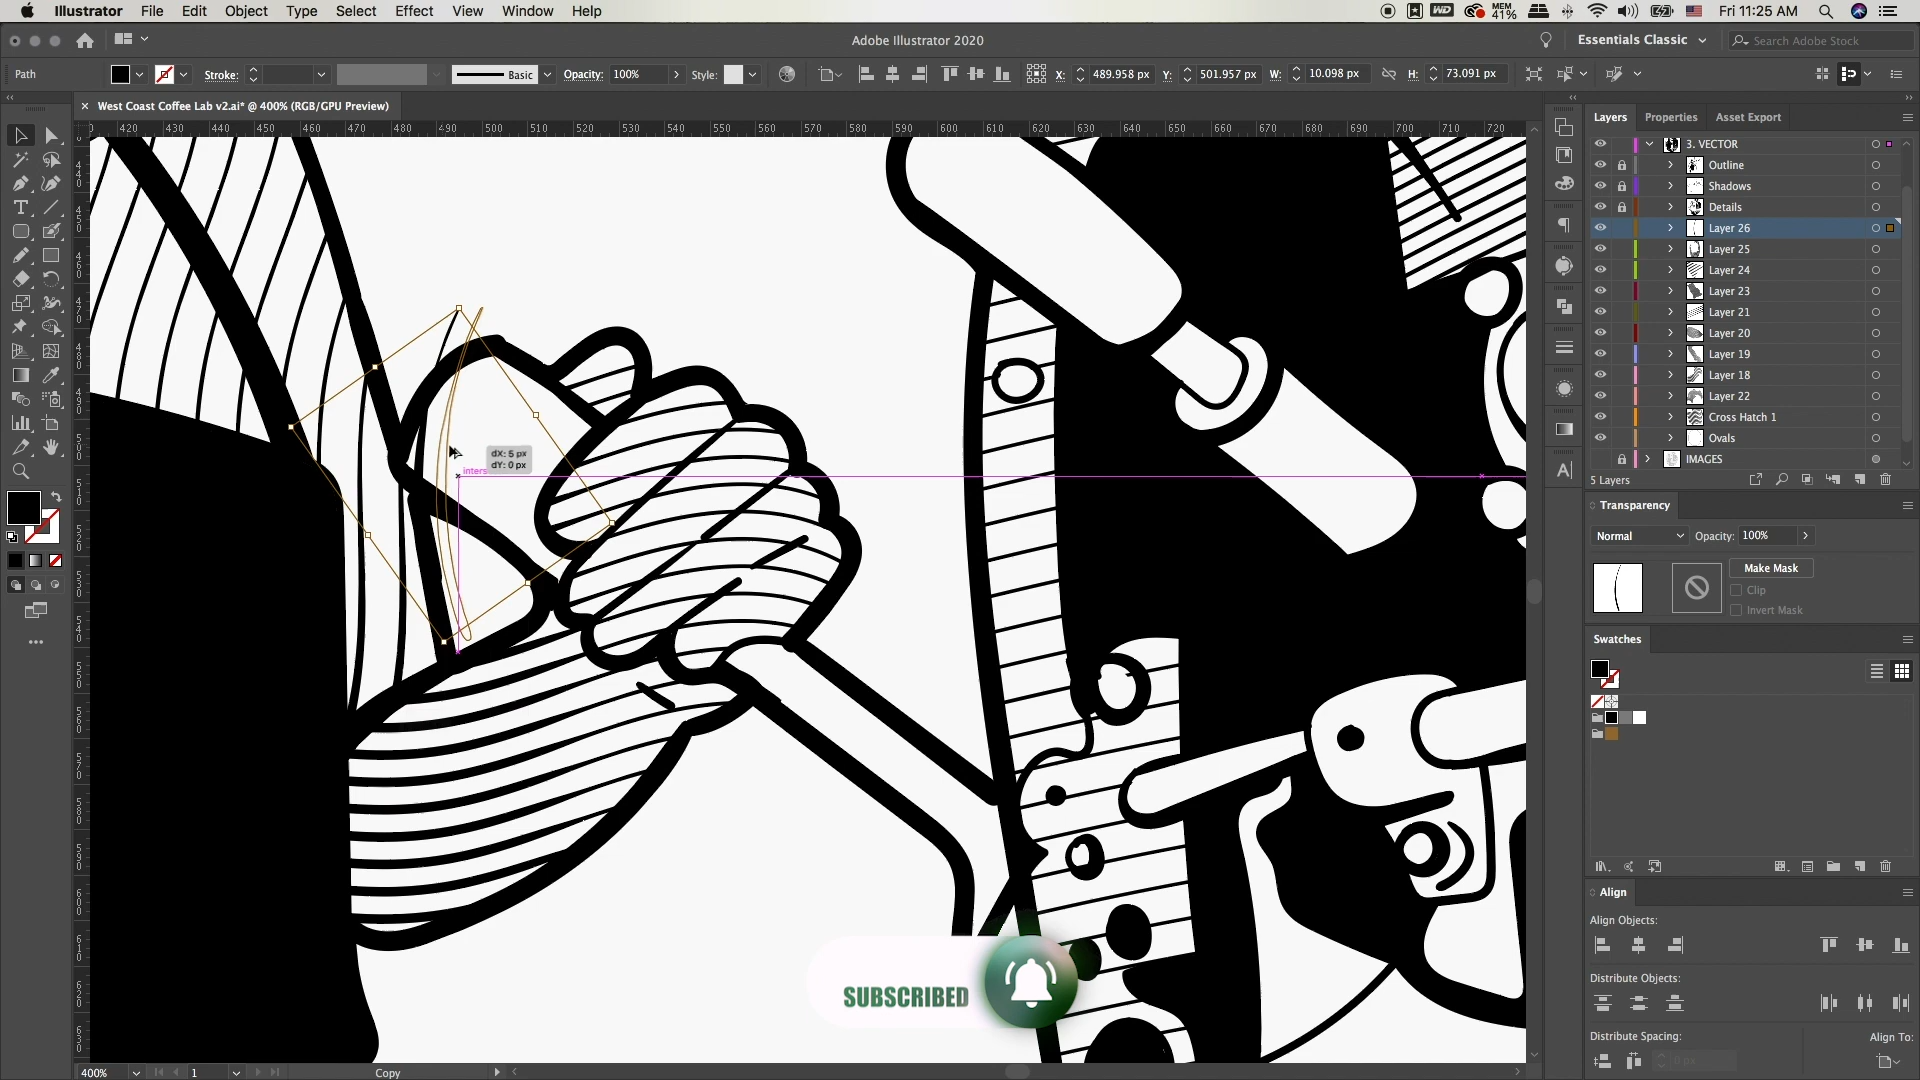 Illustrator File Edit Object Type Select Effect View Window Help
WD MEM 41% Fri 11:25 AM
Adobe Illustrator 2020
Essentials Classic
Search Adobe Stock
Path
Stroke:
Basic
Opacity: 100%
Style:
X: 489.958 px
Y: 501.957 px
W: 10.098 px
H: 73.091 px
West Coast Coffee Lab v2.ai* @ 400% (RGB/GPU Preview)
420 430 440 450 460 470 480 490 500 510 520 530 540 550 560 570 580 590 600 610 620 630 640 650 660 670 680 690 700 710 720
dX: 5 px
dY: 0 px
inters
SUBSCRIBED
400%
1
Copy
Layers Properties Asset Export
3. VECTOR
Outline
Shadows
Details
Layer 26
Layer 25
Layer 24
Layer 23
Layer 21
Layer 20
Layer 19
Layer 18
Layer 22
Cross Hatch 1
Ovals
IMAGES
5 Layers
Transparency
Normal
Opacity: 100%
Make Mask
Clip
Invert Mask
Swatches
Align
Align Objects:
Distribute Objects:
Distribute Spacing:
Align To:
0 px